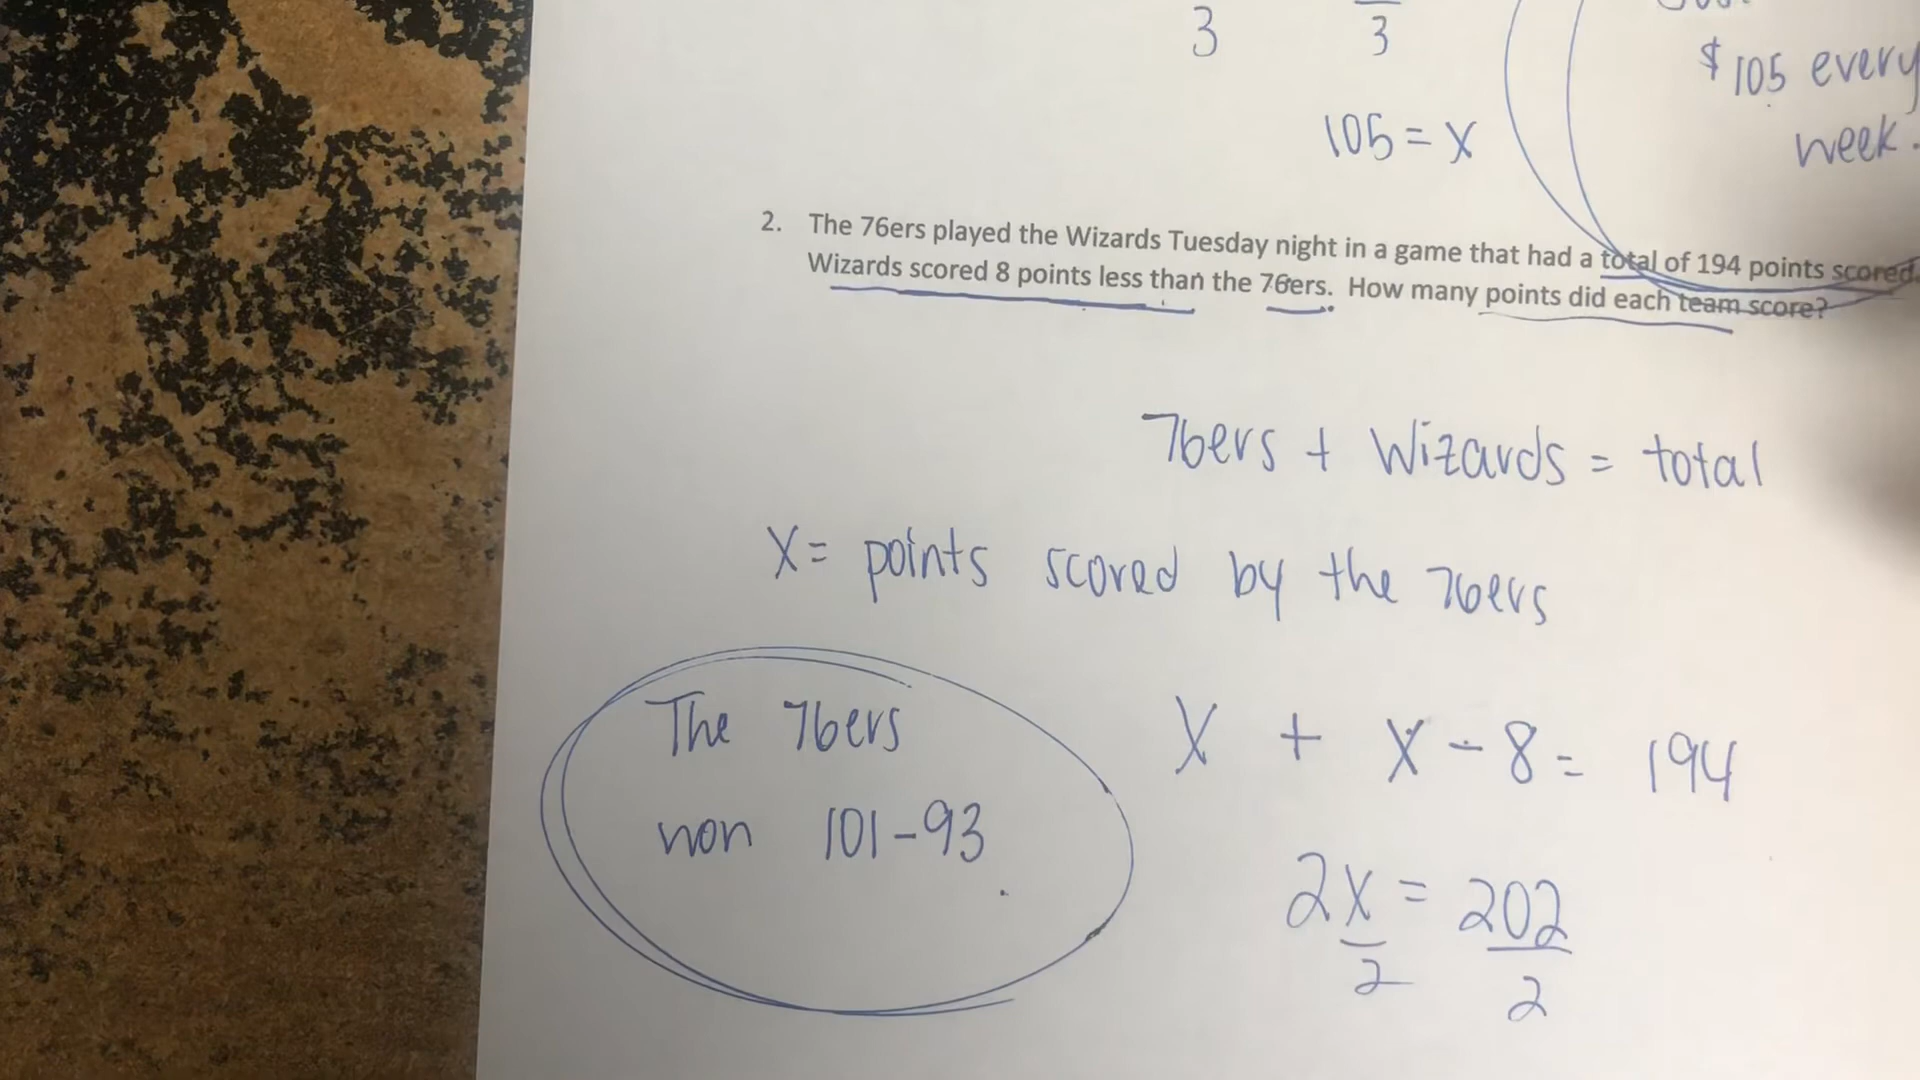 3 3
$105 every
105 = x
week.
2. The 76ers played the Wizards Tuesday night in a game that had a total of 194 points scored.
Wizards scored 8 points less than the 76ers. How many points did each team score?
76ers + Wizards = total
X = points scored by the 76ers
The 76ers
won 101-93.
X + X - 8 = 194
2X = 202
2 2